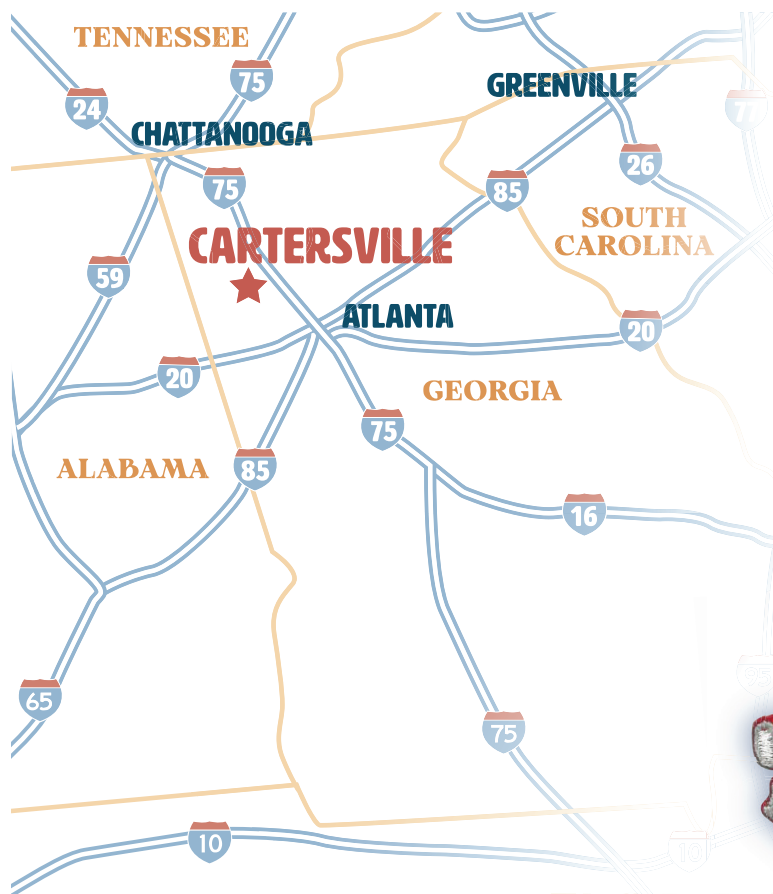 TENNESSEE
75
24
GREENVILLE
77
CHATTANOOGA
26
75
85
SOUTH
CAROLINA
CARTERSVILLE
59
ATLANTA
20
20
GEORGIA
75
ALABAMA
85
16
65
95
75
10
10